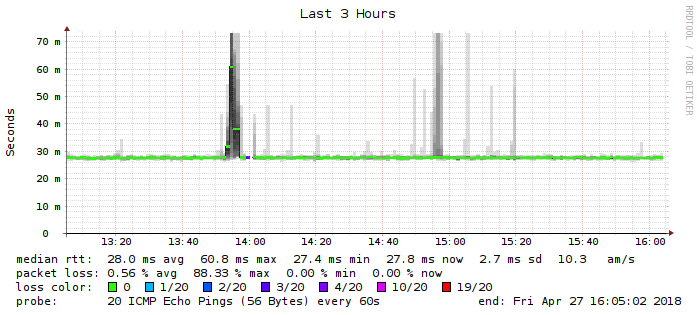 Last 3 Hours
RRDTOOL / TOBI OETIKER
Seconds
70 m
60 m
50 m
40 m
30 m
20 m
10 m
0
13:20 13:40 14:00 14:20 14:40 15:00 15:20 15:40 16:00
median rtt: 28.0 ms avg 60.8 ms max 27.4 ms min 27.8 ms now 2.7 ms sd 10.3 am/s
packet loss: 0.56 % avg 88.33 % max 0.00 % min 0.00 % now
loss color: 0 1/20 2/20 3/20 4/20 10/20 19/20
probe: 20 ICMP Echo Pings (56 Bytes) every 60s end: Fri Apr 27 16:05:02 2018